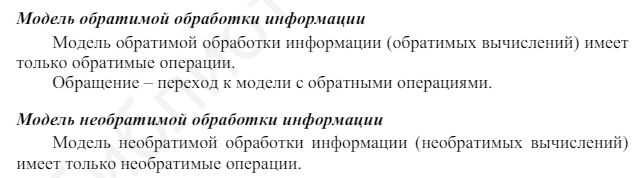 Модель обратимой обработки информации
Модель обратимой обработки информации (обратимых вычислений) имеет
только обратимые операции.
Обращение – переход к модели с обратными операциями.
Модель необратимой обработки информации
Модель необратимой обработки информации (необратимых вычислений)
имеет только необратимые операции.